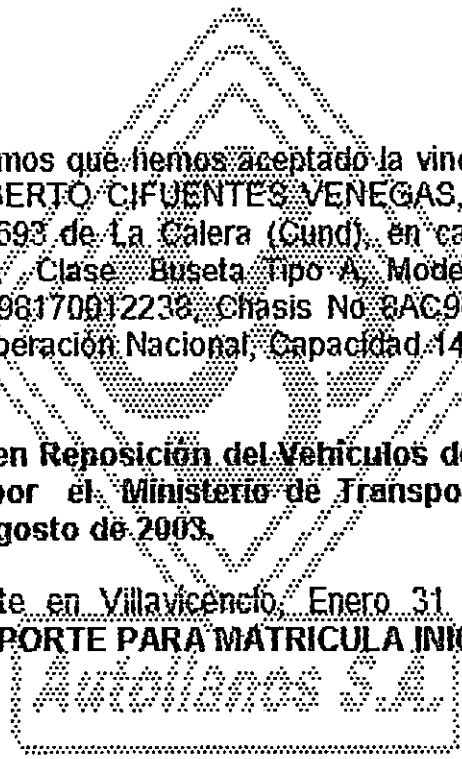 mos que hemos aceptado la vinc
BERTO CIFUENTES VENEGAS,
693 de La Calera (Cund), en ca
Clase Buseta Tipo A, Mode
98170012238, Chasis No 8AC9
peración Nacional, Capacidad 14
en Reposición del Vehículos de
por el Ministerio de Transpo
gosto de 2003.
te en Villavicencio, Enero 31
PORTE PARA MATRICULA INIC
Autollanos S.A.